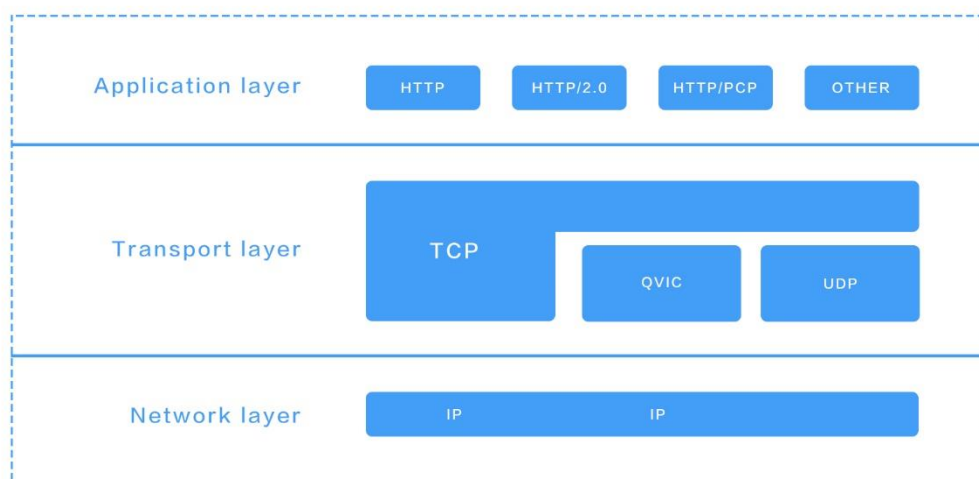 Application layer
HTTP
HTTP/2.0
HTTP/PCP
OTHER
Transport layer
TCP
QVIC
UDP
Network layer
IP
IP